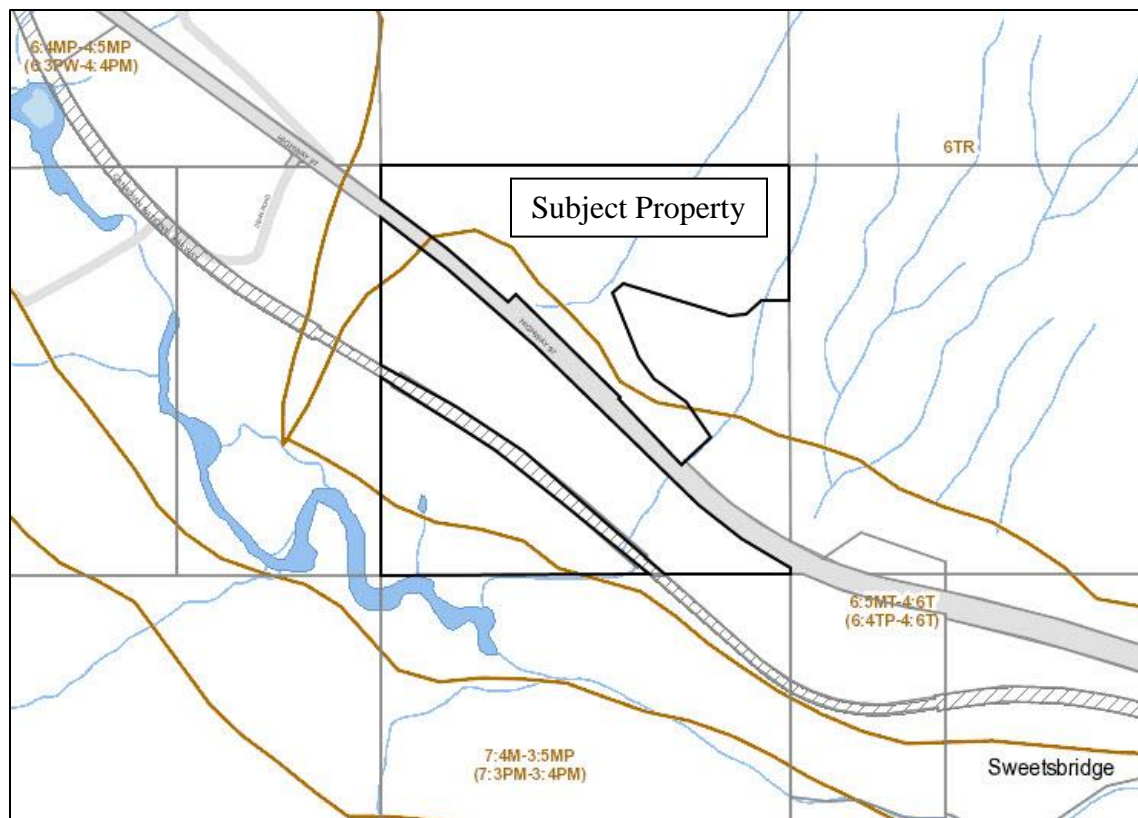 6:4MP-4:5MP
(6:3PW-4:4PM)
HIGHWAY 97
6TR
Subject Property
HIGHWAY 97
6:5MT-4:6T
(6:4TP-4:6T)
7:4M-3:5MP
(7:3PM-3:4PM)
Sweetsbridge